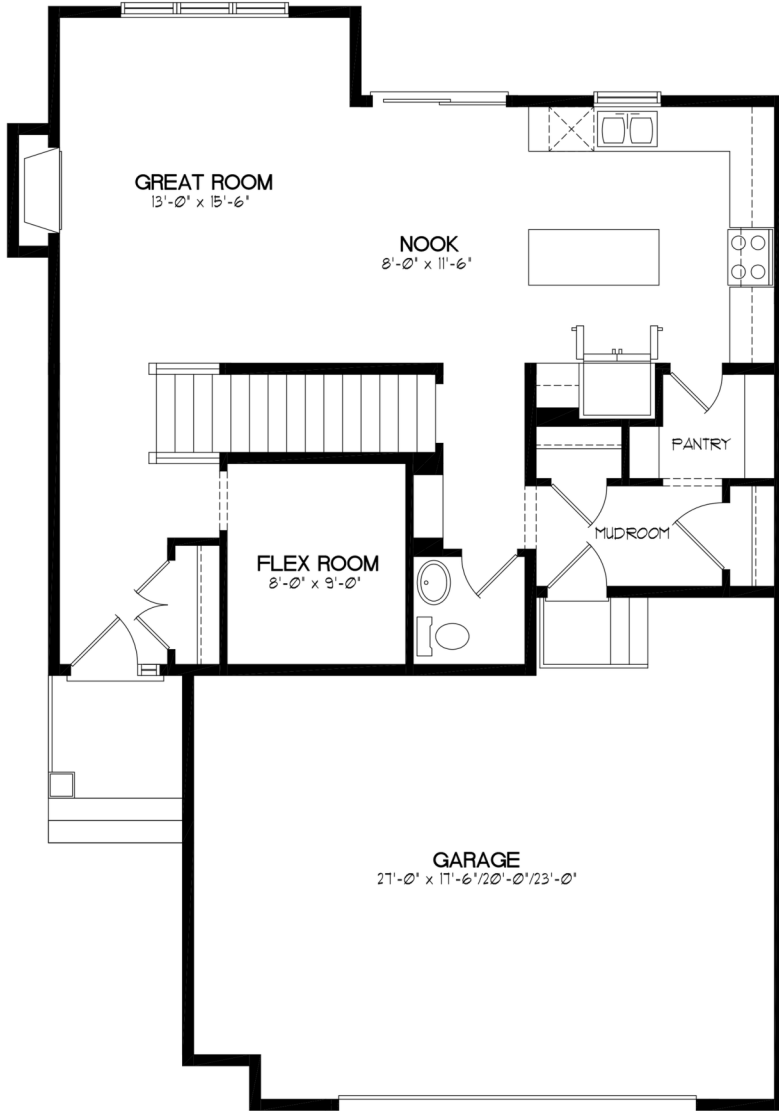 GREAT ROOM
13'-0" x 15'-6"
NOOK
8'-0" x 11'-6"
PANTRY
MUDROOM
FLEX ROOM
8'-0" x 9'-0"
GARAGE
27'-0" x 17'-6"/20'-0"/23'-0"